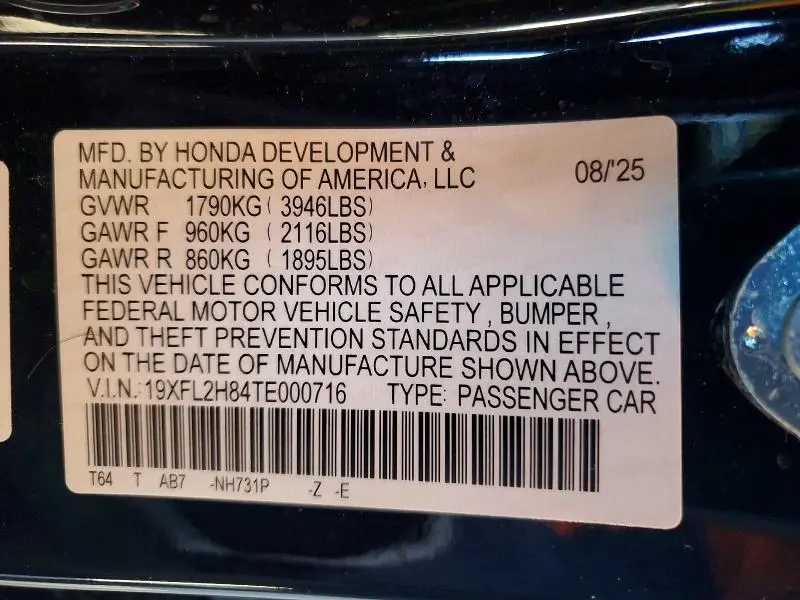 MFD. BY HONDA DEVELOPMENT &
MANUFACTURING OF AMERICA, LLC 08/'25
GVWR 1790KG ( 3946LBS)
GAWR F 960KG ( 2116LBS)
GAWR R 860KG ( 1895LBS)
THIS VEHICLE CONFORMS TO ALL APPLICABLE
FEDERAL MOTOR VEHICLE SAFETY, BUMPER,
AND THEFT PREVENTION STANDARDS IN EFFECT
ON THE DATE OF MANUFACTURE SHOWN ABOVE.
V.I.N.:19XFL2H84TE000716 TYPE: PASSENGER CAR
T64 T AB7 -NH731P -Z -E